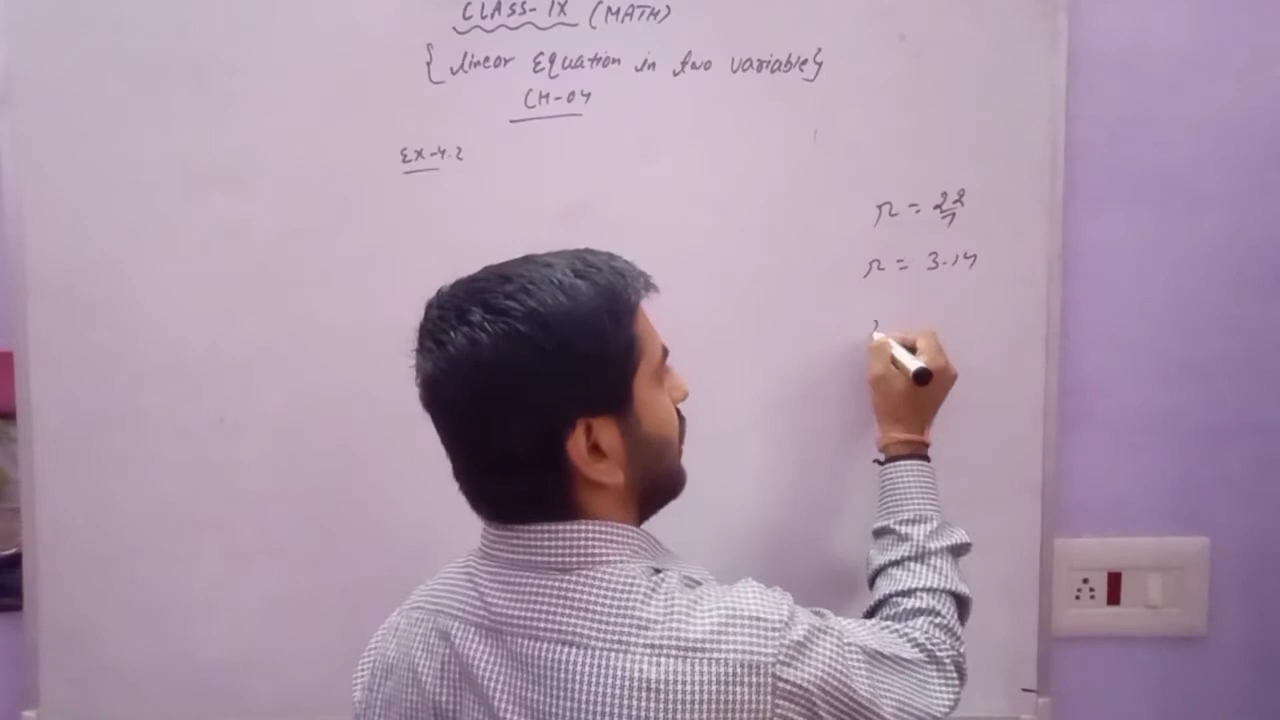 CLASS-IX (MATH)
{ linear Equation in two variable}
CH-04
Ex-4.2
π = 22/7
π = 3.14